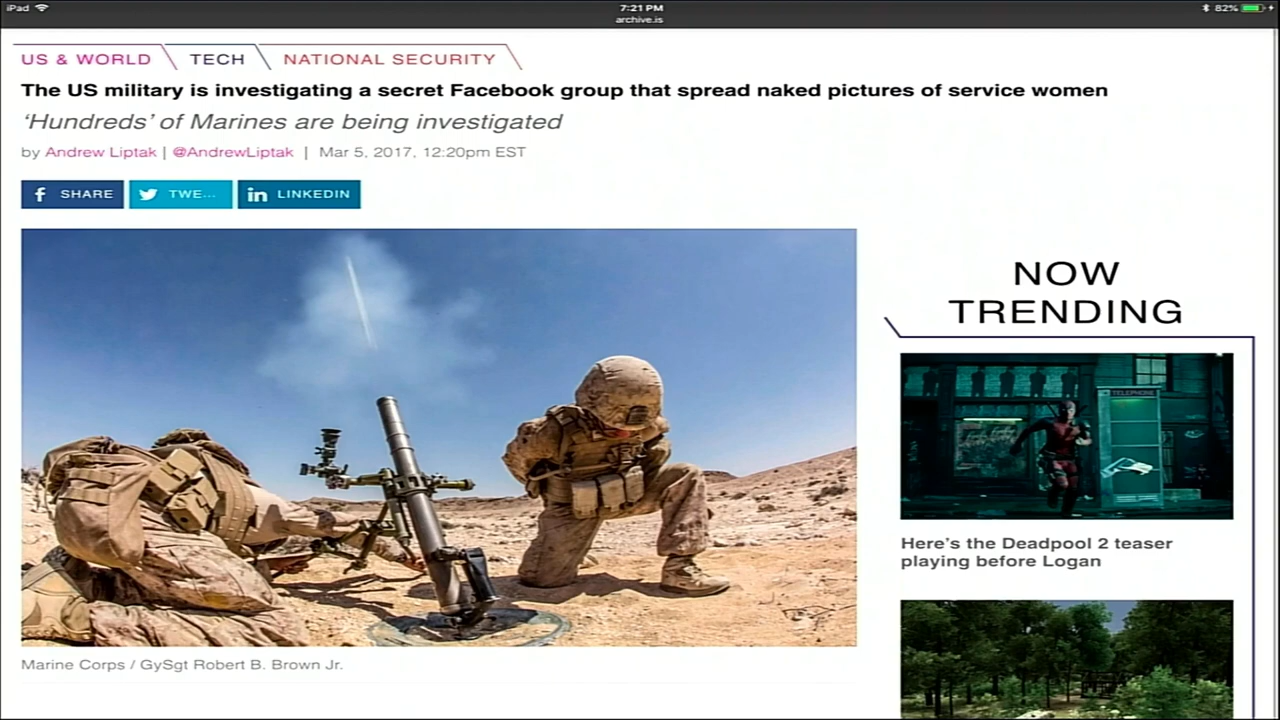 iPad 7:21 PM 82%
archive.is
US & WORLD TECH NATIONAL SECURITY
The US military is investigating a secret Facebook group that spread naked pictures of service women
‘Hundreds’ of Marines are being investigated
by Andrew Liptak | @AndrewLiptak | Mar 5, 2017, 12:20pm EST
f SHARE TWE... in LINKEDIN
NOW
TRENDING
TELEPHONE
Here’s the Deadpool 2 teaser
playing before Logan
Marine Corps / GySgt Robert B. Brown Jr.